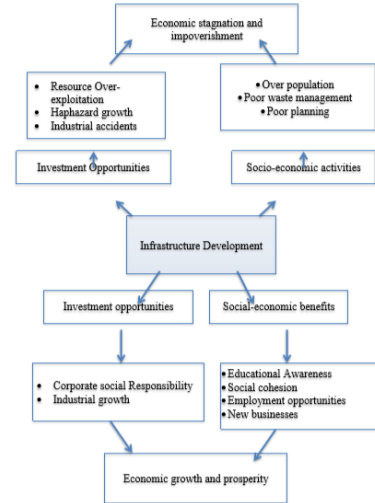 Economic stagnation and
impoverishment
• Resource Over-
exploitation
• Haphazard growth
• Industrial accidents
• Over population
• Poor waste management
• Poor planning
Investment Opportunities
Socio-economic activities
Infrastructure Development
Investment opportunities
Social-economic benefits
• Corporate social Responsibility
• Industrial growth
• Educational Awareness
• Social cohesion
• Employment opportunities
• New businesses
Economic growth and prosperity